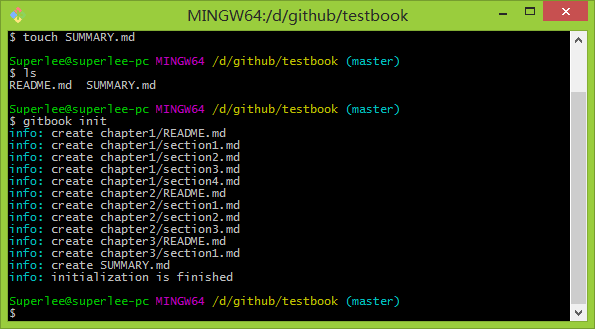 MINGW64:/d/github/testbook
$ touch SUMMARY.md
Superlee@superlee-pc MINGW64 /d/github/testbook (master)
$ ls
README.md  SUMMARY.md
Superlee@superlee-pc MINGW64 /d/github/testbook (master)
$ gitbook init
info: create chapter1/README.md
info: create chapter1/section1.md
info: create chapter1/section2.md
info: create chapter1/section3.md
info: create chapter1/section4.md
info: create chapter2/README.md
info: create chapter2/section1.md
info: create chapter2/section2.md
info: create chapter2/section3.md
info: create chapter3/README.md
info: create chapter3/section1.md
info: create SUMMARY.md
info: initialization is finished
Superlee@superlee-pc MINGW64 /d/github/testbook (master)
$